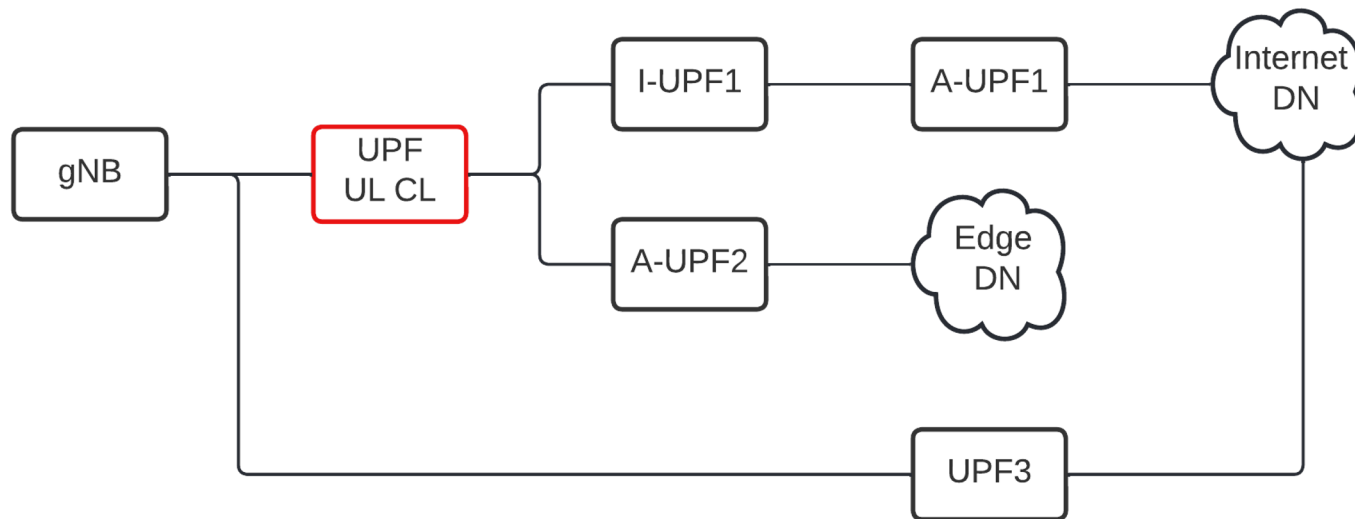 Internet
DN
I-UPF1
A-UPF1
gNB
UPF
UL CL
Edge
DN
A-UPF2
UPF3